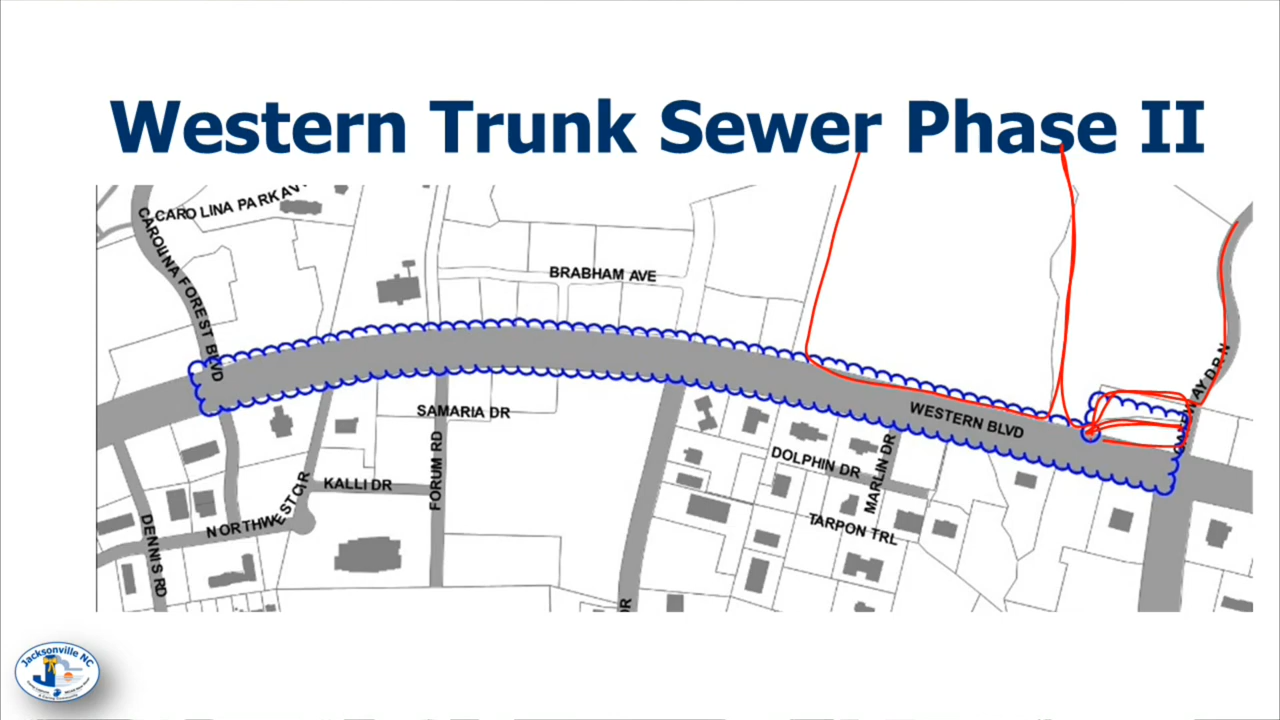 Western Trunk Sewer Phase II
CAROLINA PARK AV
CAROLINA FOREST BLVD
BRABHAM AVE
SAMARIA DR
WESTERN BLVD
DOLPHIN DR
MARLIN DR
FORUM RD
KALLI DR
NORTHWEST CIR
TARPON TRL
DENNIS RD
DR
Jacksonville NC